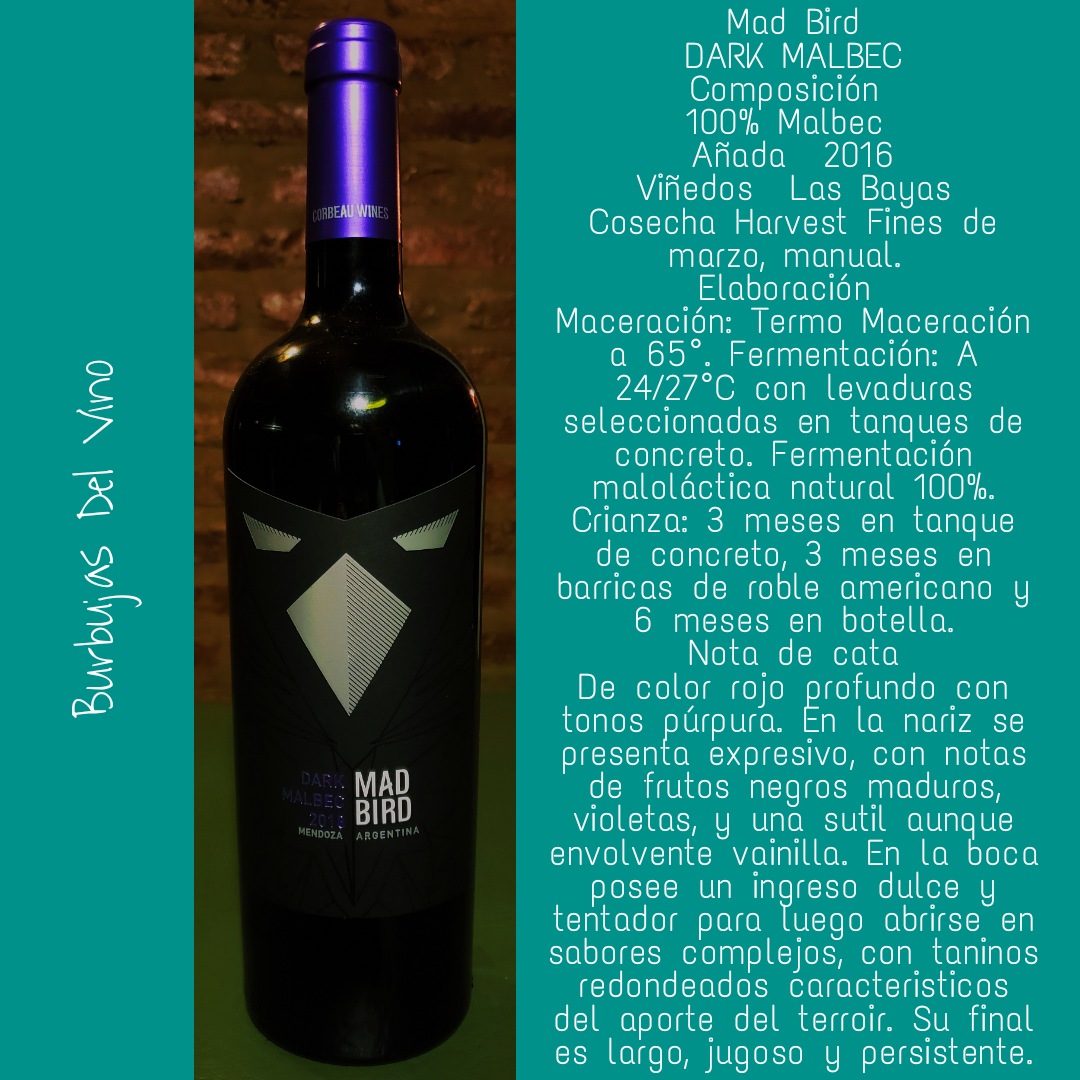 Burbujas Del Vino
CORBEAU WINES
DARK
MALBEC
MENDOZA
MAD
BIRD
ARGENTINA
Mad Bird
DARK MALBEC
Composición
100% Malbec
Añada 2016
Viñedos Las Bayas
Cosecha Harvest Fines de
marzo, manual.
Elaboración
Maceración: Termo Maceración
a 65°. Fermentación: A
24/27°C con levaduras
seleccionadas en tanques de
concreto. Fermentación
maloláctica natural 100%.
Crianza: 3 meses en tanque
de concreto, 3 meses en
barricas de roble americano y
6 meses en botella.
Nota de cata
De color rojo profundo con
tonos púrpura. En la nariz se
presenta expresivo, con notas
de frutos negros maduros,
violetas, y una sutil aunque
envolvente vainilla. En la boca
posee un ingreso dulce y
tentador para luego abrirse en
sabores complejos, con taninos
redondeados caracteristicos
del aporte del terroir. Su final
es largo, jugoso y persistente.